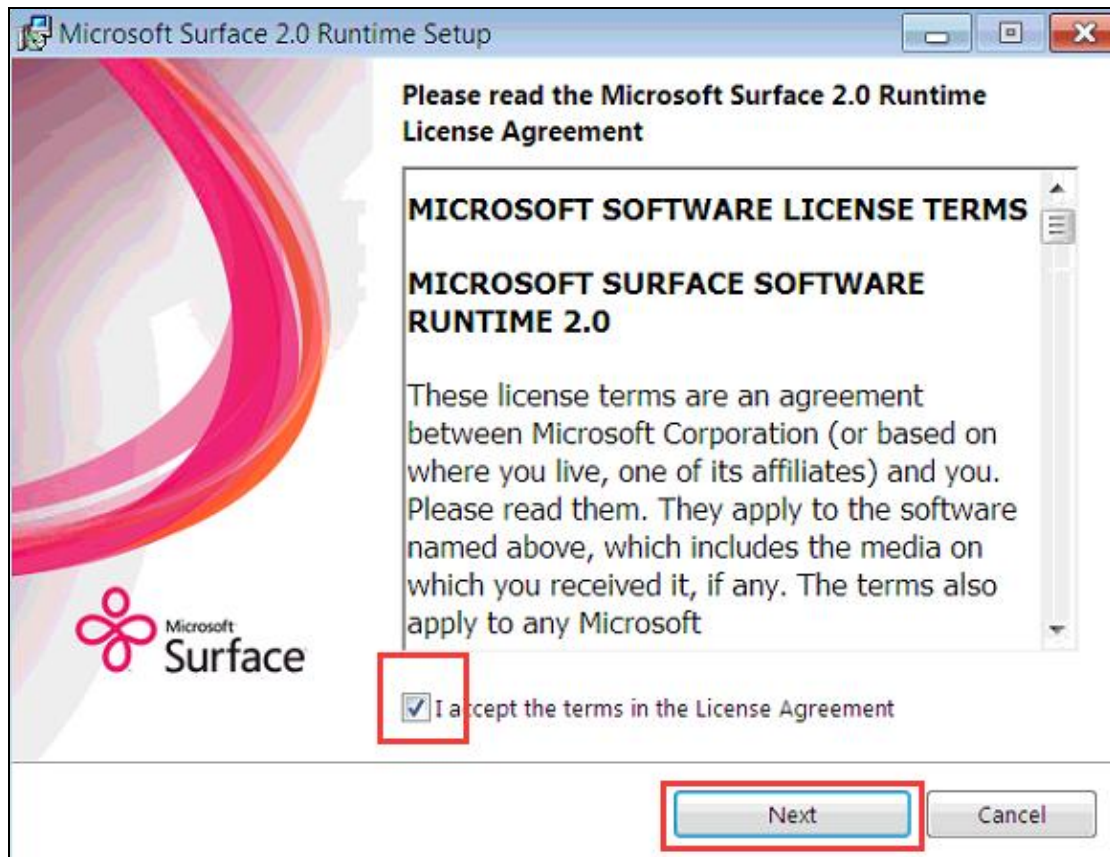 Microsoft Surface 2.0 Runtime Setup
Please read the Microsoft Surface 2.0 Runtime
License Agreement
MICROSOFT SOFTWARE LICENSE TERMS
MICROSOFT SURFACE SOFTWARE
RUNTIME 2.0
These license terms are an agreement
between Microsoft Corporation (or based on
where you live, one of its affiliates) and you.
Please read them. They apply to the software
named above, which includes the media on
which you received it, if any. The terms also
apply to any Microsoft
Microsoft
Surface
I accept the terms in the License Agreement
Next
Cancel